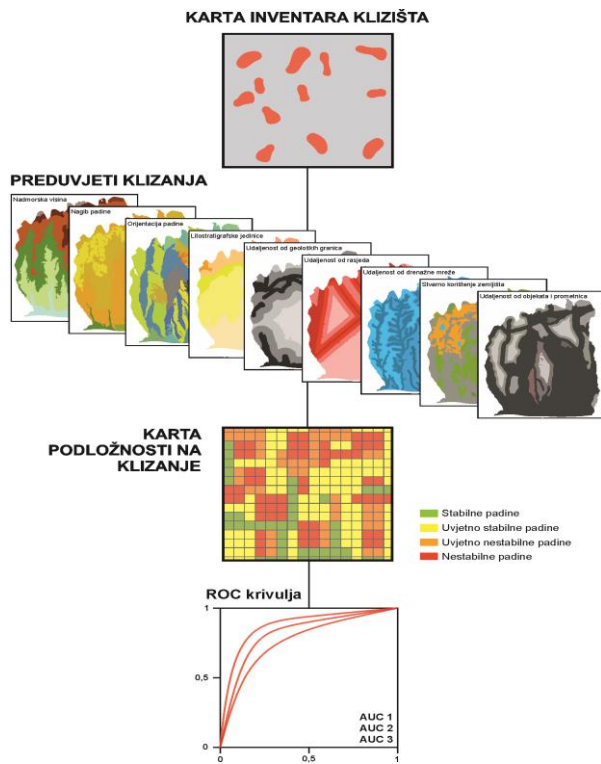 KARTA INVENTARA KLIZIŠTA
PREDUVJETI KLIZANJA
Nadmorska visina
Nagib padine
Orijentacija padina
Litostratigrafske jedinice
Udaljenost od geoloških granica
Udaljenost od rasjeda
Udaljenost od drenažne mreže
Stvarno korištenje zemljišta
Udaljenost od objekata i prometnica
KARTA
PODLOŽNOSTI NA
KLIZANJE
Stabilne padine
Uvjetno stabilne padine
Uvjetno nestabilne padine
Nestabilne padine
ROC krivulja
1
0,5
0
AUC 1
AUC 2
AUC 3
0
0,5
1